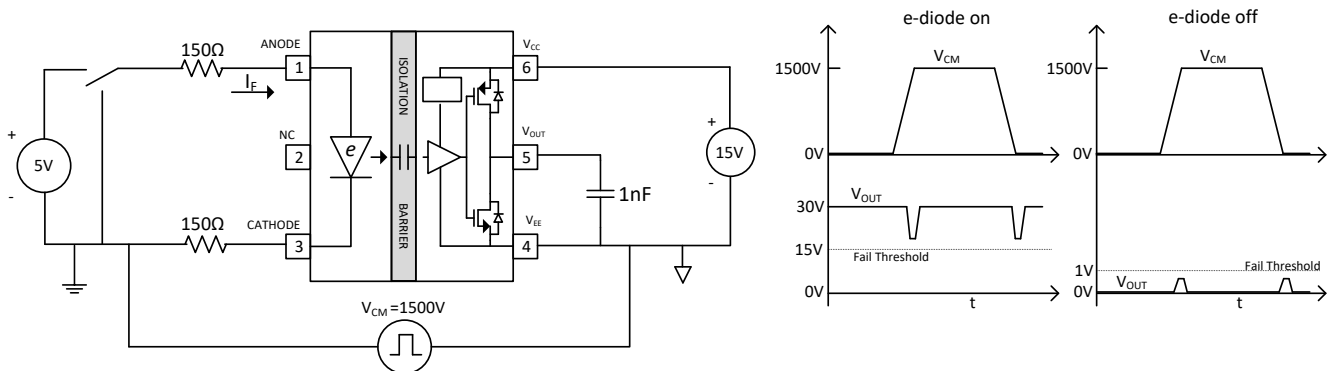 150Ω
ANODE
1
I_F
+
5V
-
NC
2
e
150Ω
CATHODE
3
ISOLATION
BARRIER
V_CC
6
V_OUT
5
V_EE
4
1nF
+
15V
-
V_CM =1500V
e-diode on
1500V
V_CM
0V
V_OUT
30V
15V
Fail Threshold
0V
t
e-diode off
1500V
V_CM
0V
1V
Fail Threshold
V_OUT
0V
t